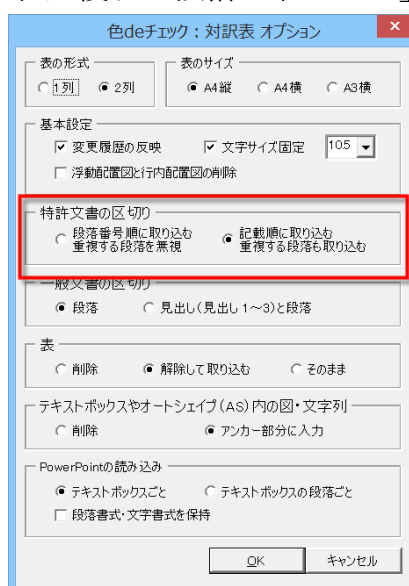 色deチェック：対訳表 オプション
表の形式
1列 2列
表のサイズ
A4縦 A4横 A3横
基本設定
変更履歴の反映 文字サイズ固定 10.5
浮動配置図と行内配置図の削除
特許文書の区切り
段落番号順に取り込む
重複する段落を無視
記載順に取り込む
重複する段落も取り込む
一般文書の区切り
段落 見出し(見出し1～3)と段落
表
削除 解除して取り込む そのまま
テキストボックスやオートシェイプ(AS)内の図・文字列
削除 アンカー部分に入力
PowerPointの読み込み
テキストボックスごと テキストボックスの段落ごと
段落書式・文字書式を保持
OK キャンセル